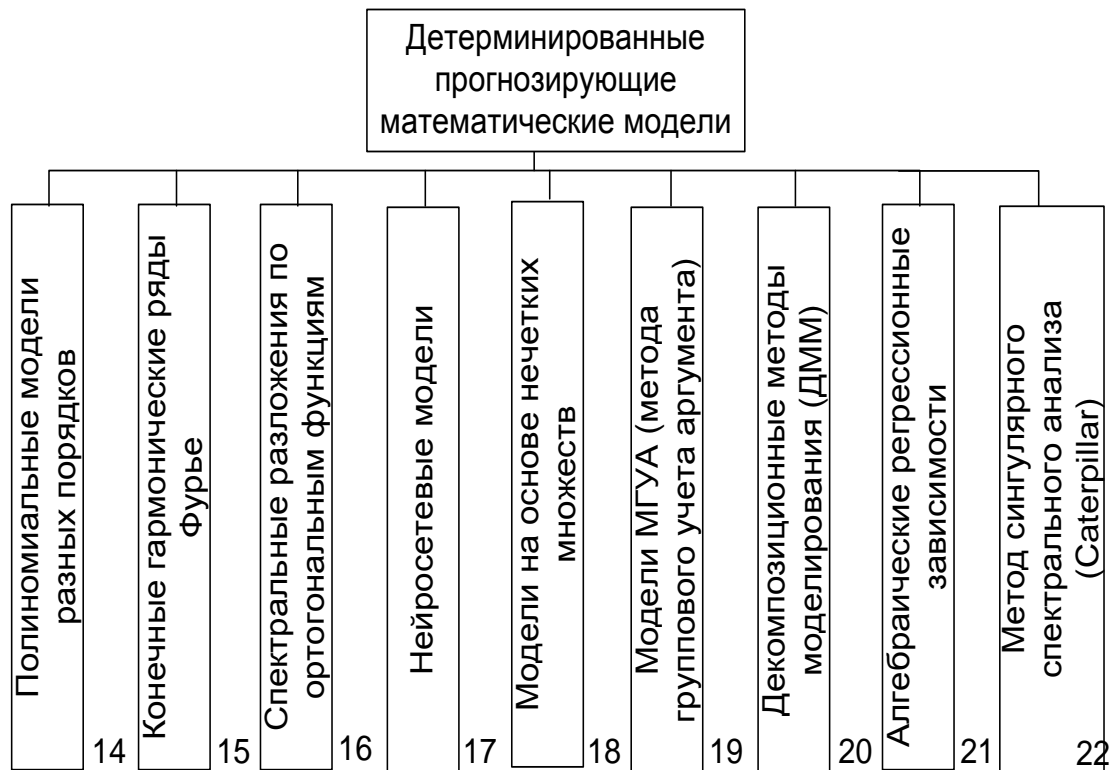 Детерминированные
прогнозирующие
математические модели
Полиномиальные модели
разных порядков
14
Конечные гармонические ряды
Фурье
15
Спектральные разложения по
ортогональным функциям
16
Нейросетевые модели
17
Модели на основе нечетких
множеств
18
Модели МГУА (метода
группового учета аргумента)
19
Декомпозиционные методы
моделирования (ДММ)
20
Алгебраические регрессионные
зависимости
21
Метод сингулярного
спектрального анализа
(Caterpillar)
22